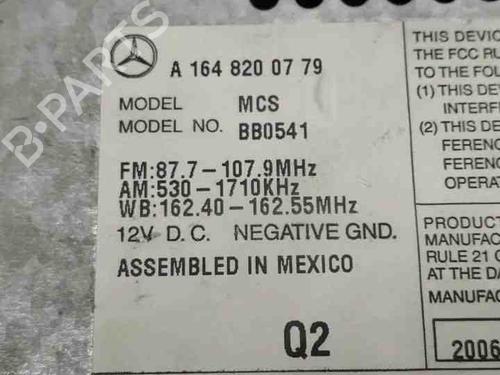 A 164 820 07 79
MODEL MCS
MODEL NO. BB0541
FM:87.7-107.9MHz
AM:530-1710KHz
WB:162.40-162.55MHz
12V D.C. NEGATIVE GND.
ASSEMBLED IN MEXICO
Q2
THIS DEVIC
THE FCC RU
TO THE FOL
(1) THIS DE
INTERF
(2) THIS DE
FERENC
FERENC
OPERAT
PRODUCT
MANUFAC
RULE 21 C
AT THE DA
MANUFAC
2006
B-PARTS